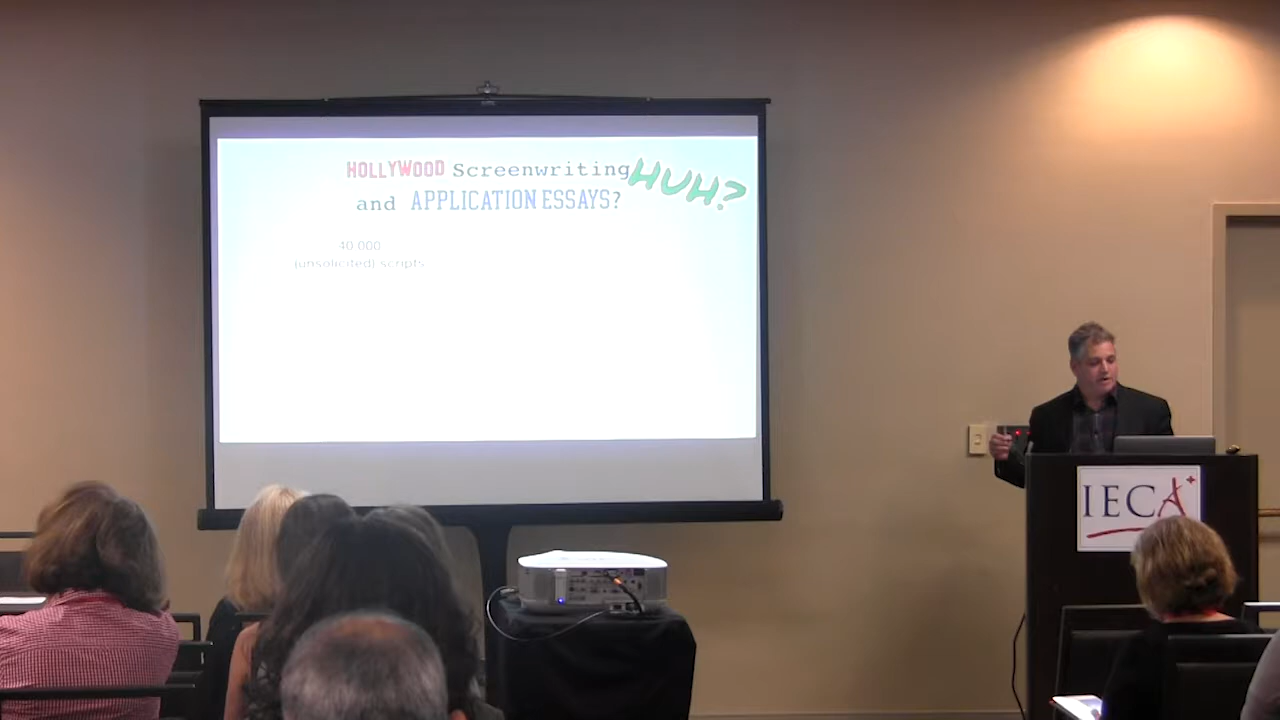 HOLLYWOOD Screenwriting HUH?
and APPLICATION ESSAYS?
40,000
(unsolicited) scripts
IECA